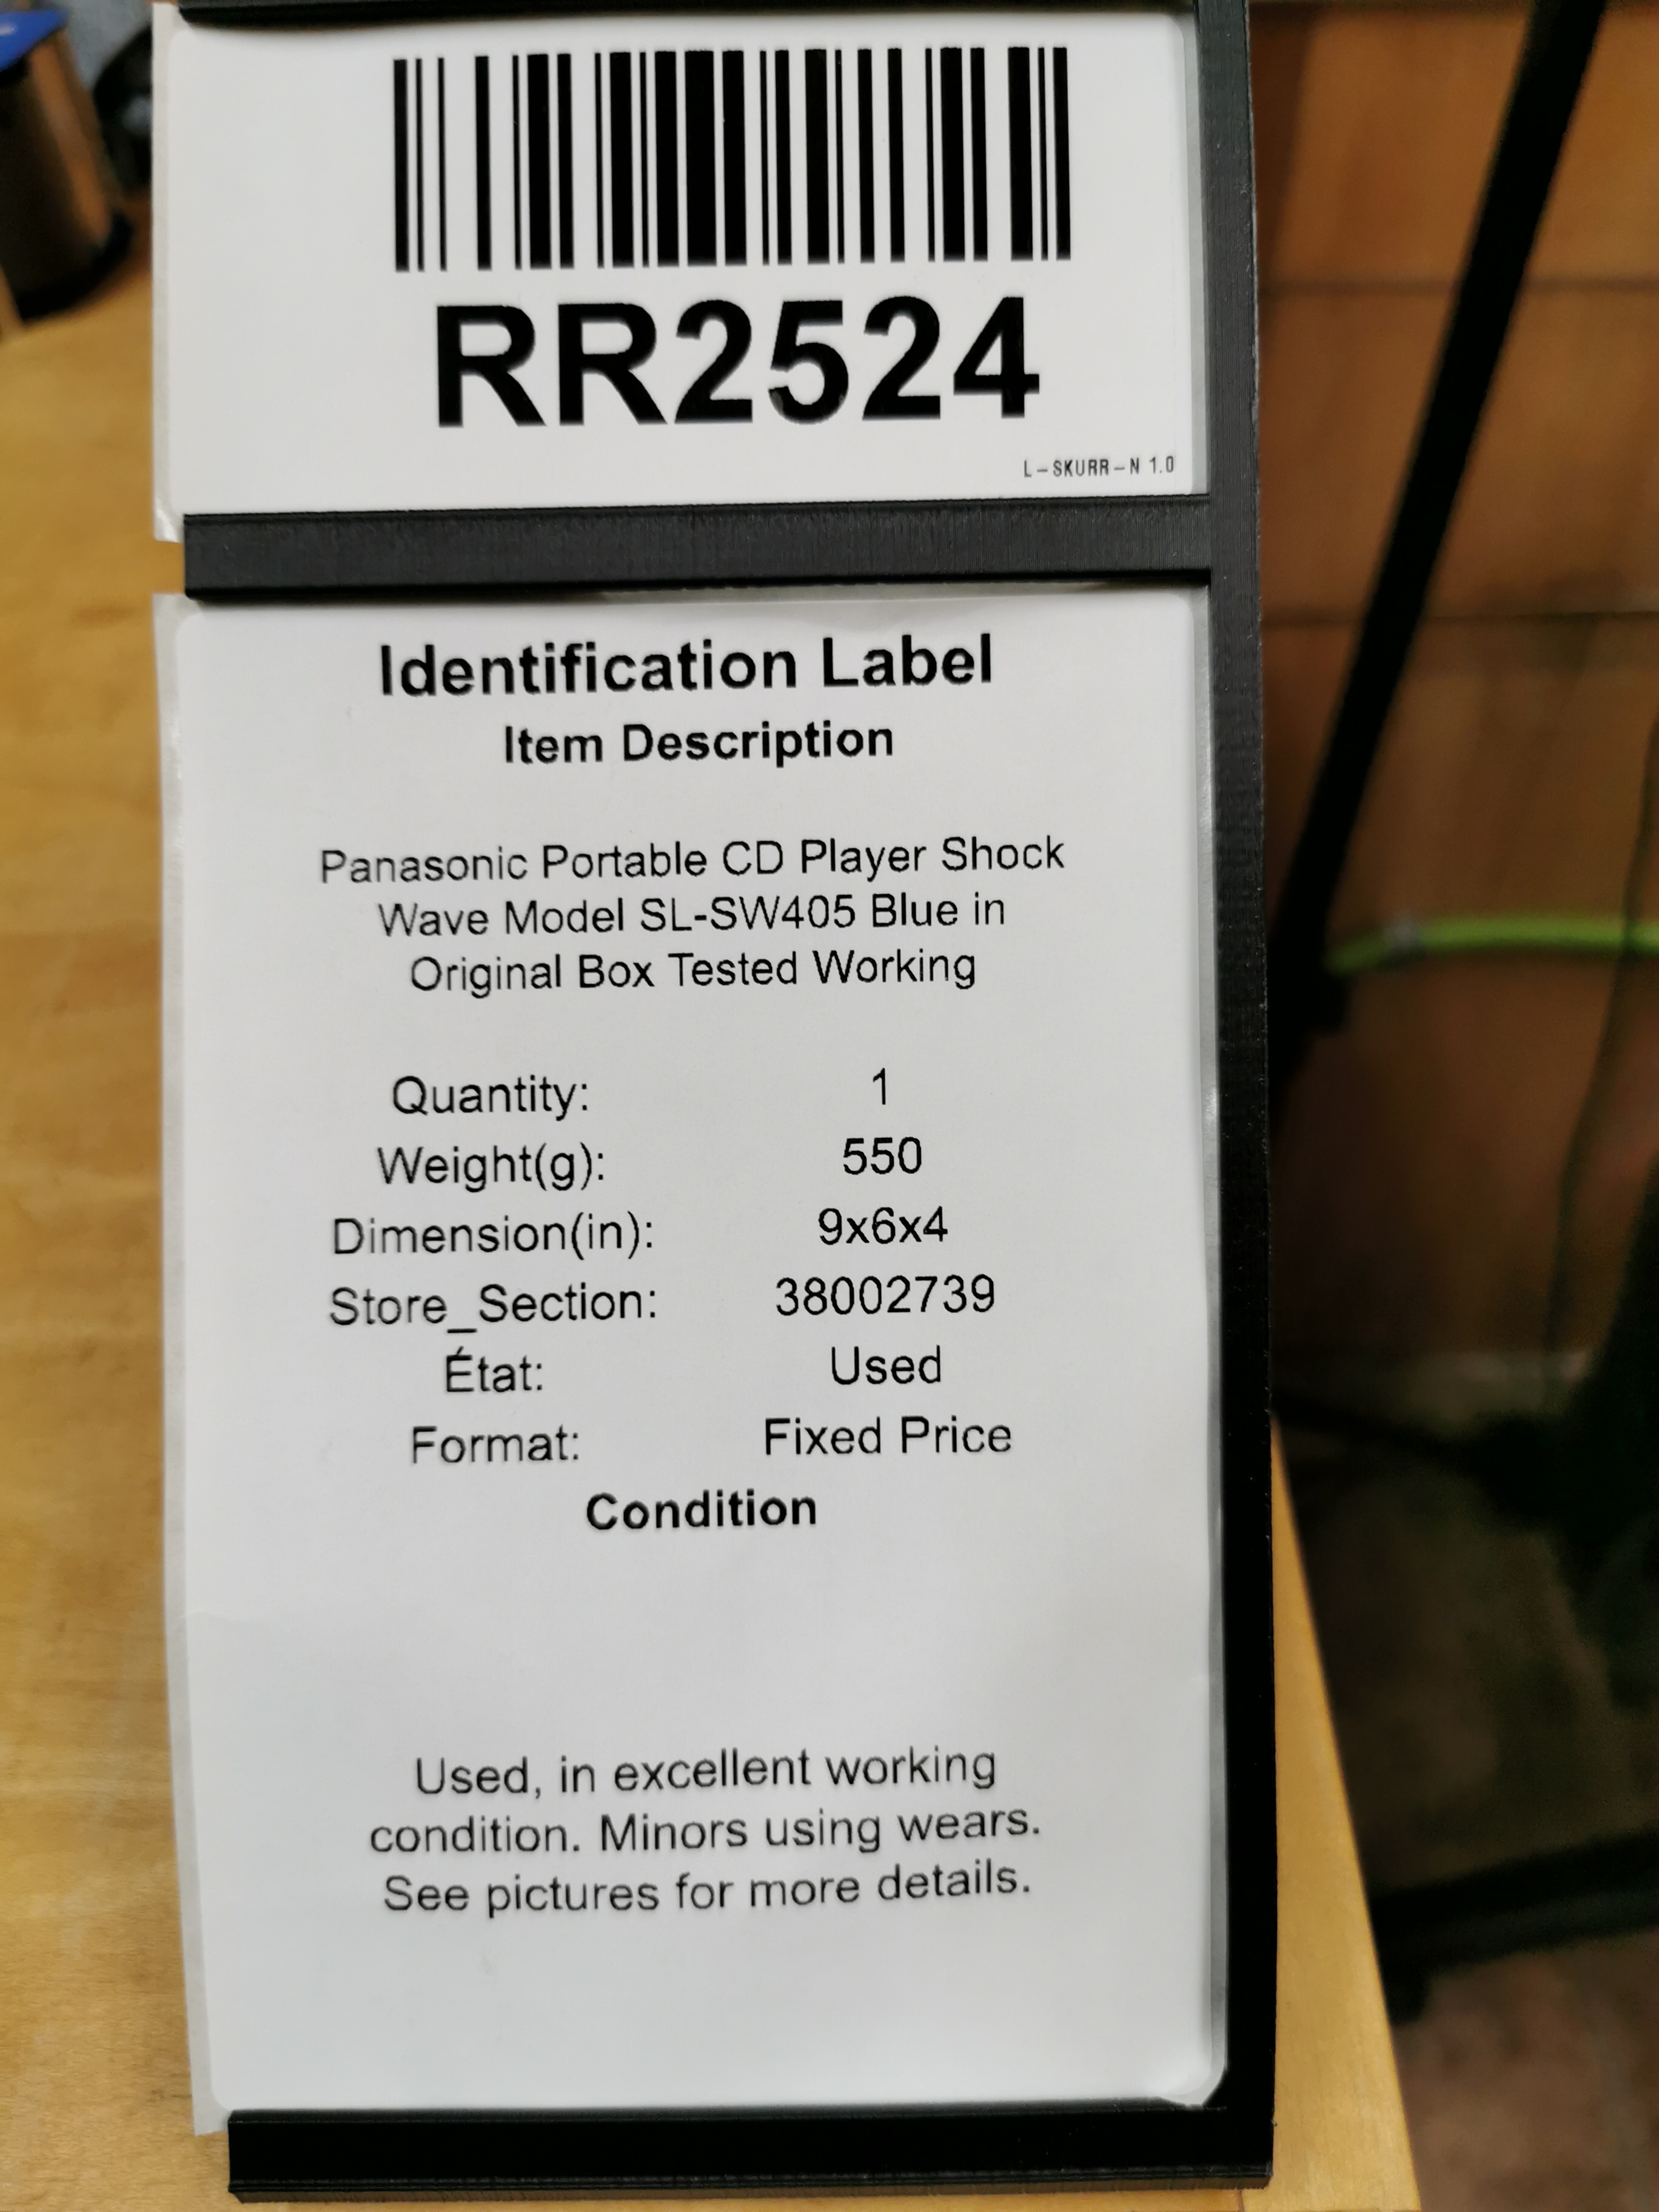 RR2524
L-SKURR-N 1.0
Identification Label
Item Description
Panasonic Portable CD Player Shock
Wave Model SL-SW405 Blue in
Original Box Tested Working
Quantity: 1
Weight(g): 550
Dimension(in): 9x6x4
Store_Section: 38002739
État: Used
Format: Fixed Price
Condition
Used, in excellent working
condition. Minors using wears.
See pictures for more details.